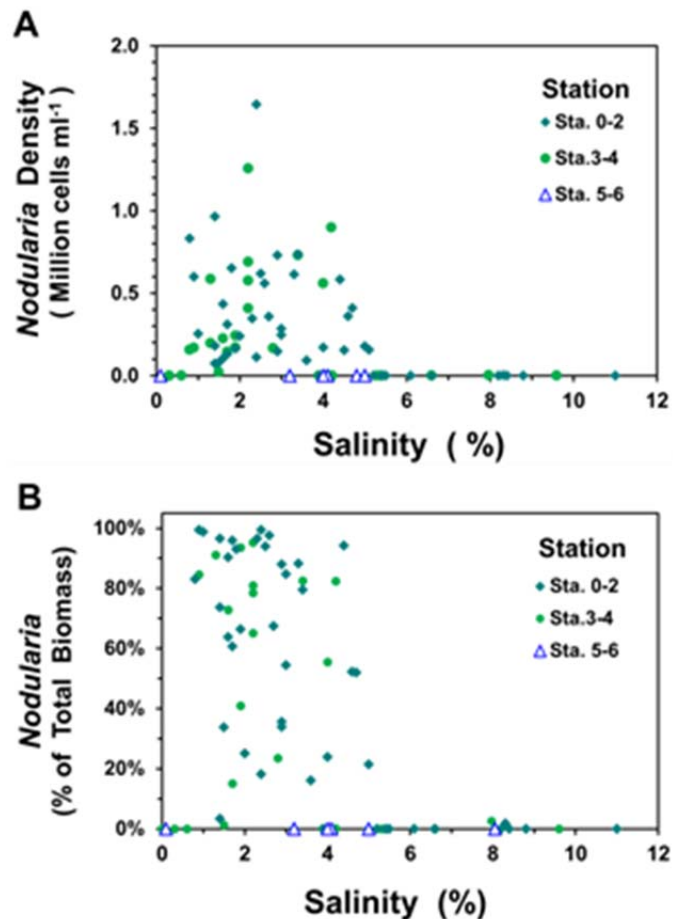 A
Nodularia Density
( Million cells ml-1 )
2.0
1.5
1.0
0.5
0.0
0
2
4
6
8
10
12
Salinity ( %)
Station
Sta. 0-2
Sta.3-4
Sta. 5-6
B
Nodularia
(% of Total Biomass)
100%
80%
60%
40%
20%
0%
0
2
4
6
8
10
12
Salinity (%)
Station
Sta. 0-2
Sta.3-4
Sta. 5-6